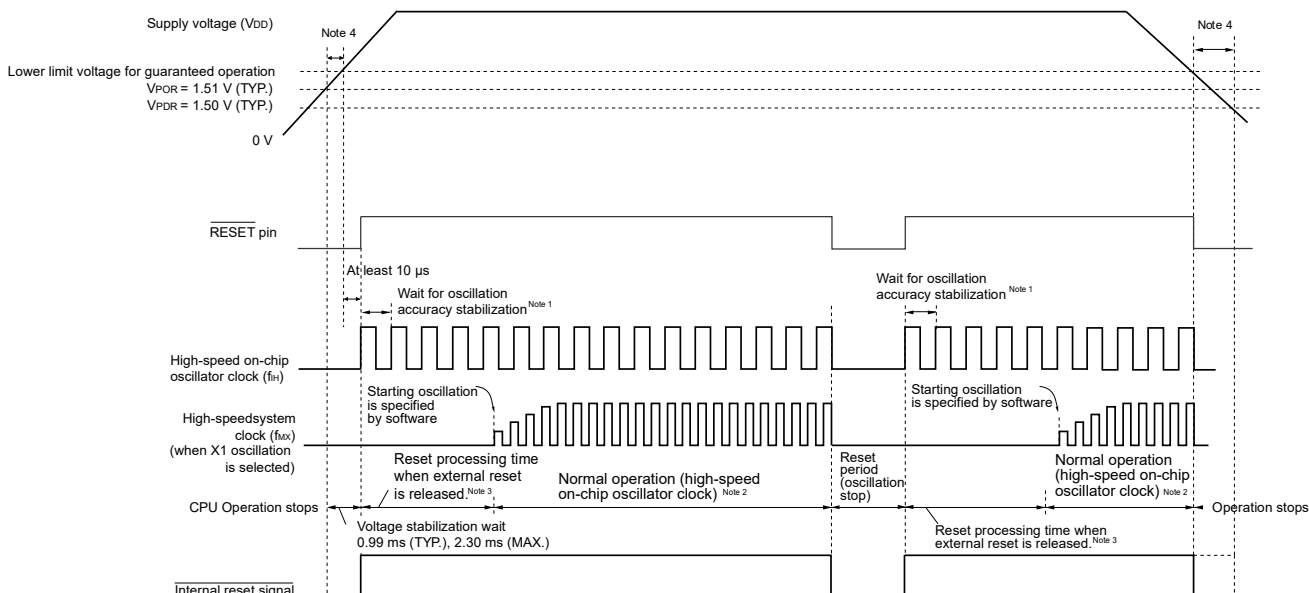 Supply voltage (VDD)
Note 4
Note 4
Lower limit voltage for guaranteed operation
VPOR = 1.51 V (TYP.)
VPDR = 1.50 V (TYP.)
0 V
RESET pin
At least 10 µs
Wait for oscillation
accuracy stabilization Note 1
Wait for oscillation
accuracy stabilization Note 1
High-speed on-chip
oscillator clock (fIH)
Starting oscillation
is specified
by software
Starting oscillation
is specified by software
High-speedsystem
clock (fMX)
(when X1 oscillation
is selected)
Reset processing time
when external reset
is released. Note 3
Normal operation (high-speed
on-chip oscillator clock) Note 2
Reset
period
(oscillation
stop)
Normal operation
(high-speed on-chip
oscillator clock) Note 2
CPU Operation stops
Operation stops
Voltage stabilization wait
0.99 ms (TYP.), 2.30 ms (MAX.)
Reset processing time when
external reset is released. Note 3
Internal reset signal